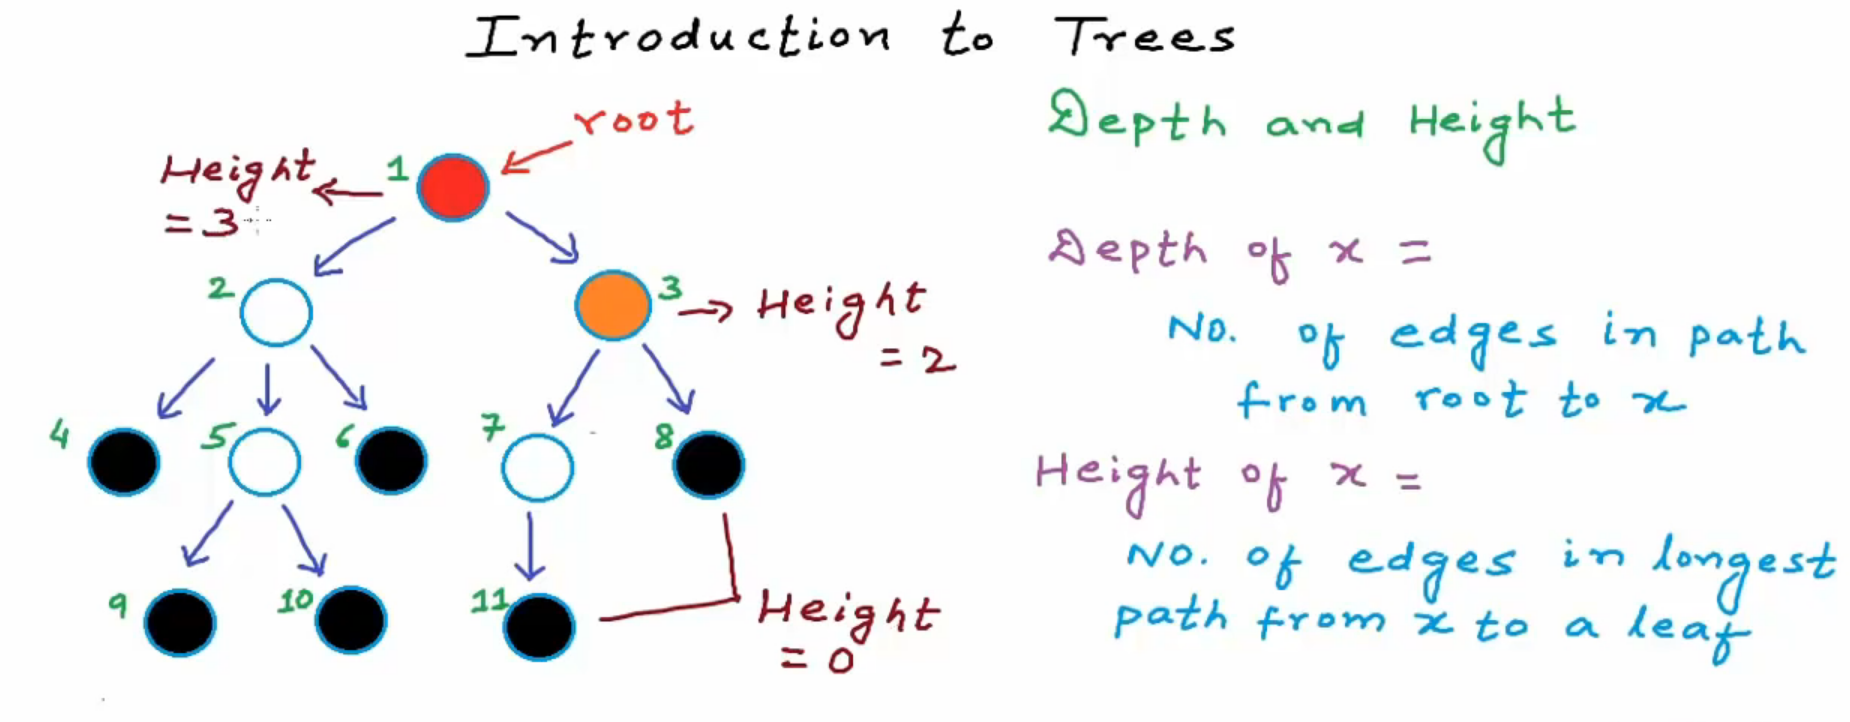 Introduction to Trees
root
Height
= 3
1
2
3
Height
= 2
4
5
6
7
8
9
10
11
Height
= 0
Depth and Height
Depth of x =
No. of edges in path
from root to x
Height of x =
No. of edges in longest
path from x to a leaf